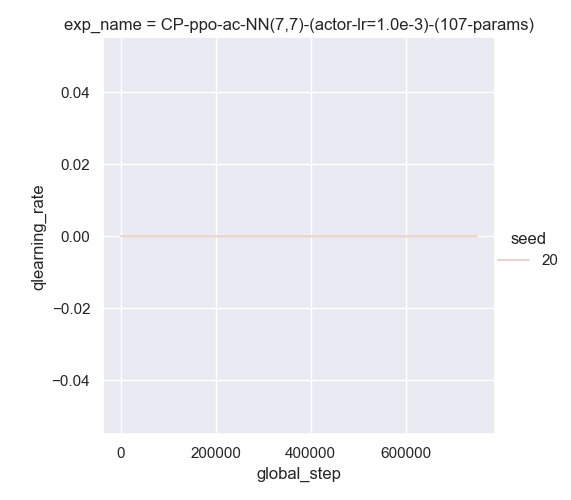 exp_name = CP-ppo-ac-NN(7,7)-(actor-lr=1.0e-3)-(107-params)
0.04
0.02
0.00
−0.02
−0.04
qlearning_rate
seed
20
0 200000 400000 600000
global_step